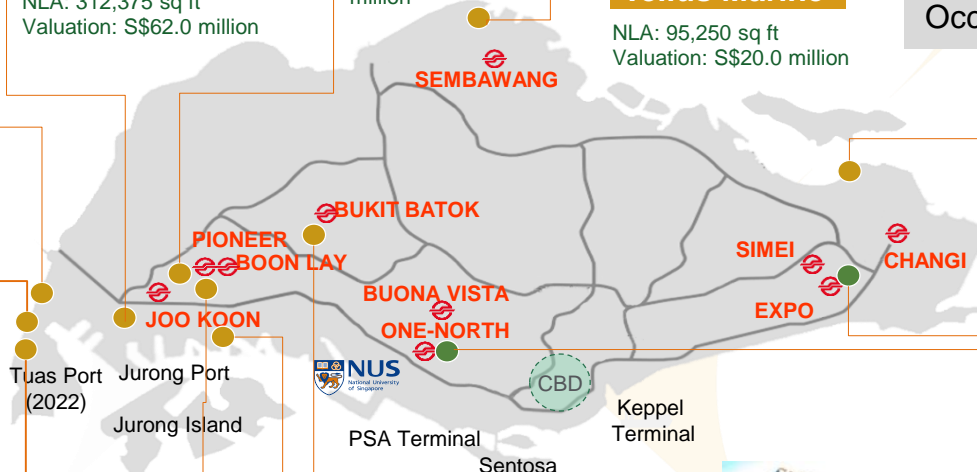 NLA: 312,375 sq ft
Valuation: S$62.0 million
million
NLA: 95,250 sq ft
Valuation: S$20.0 million
SEMBAWANG
BUKIT BATOK
PIONEER
BOON LAY
SIMEI
CHANGI
BUONA VISTA
EXPO
JOO KOON
ONE-NORTH
NUS
National University
of Singapore
CBD
Tuas Port
(2022)
Jurong Port
Jurong Island
Keppel
Terminal
PSA Terminal
Sentosa